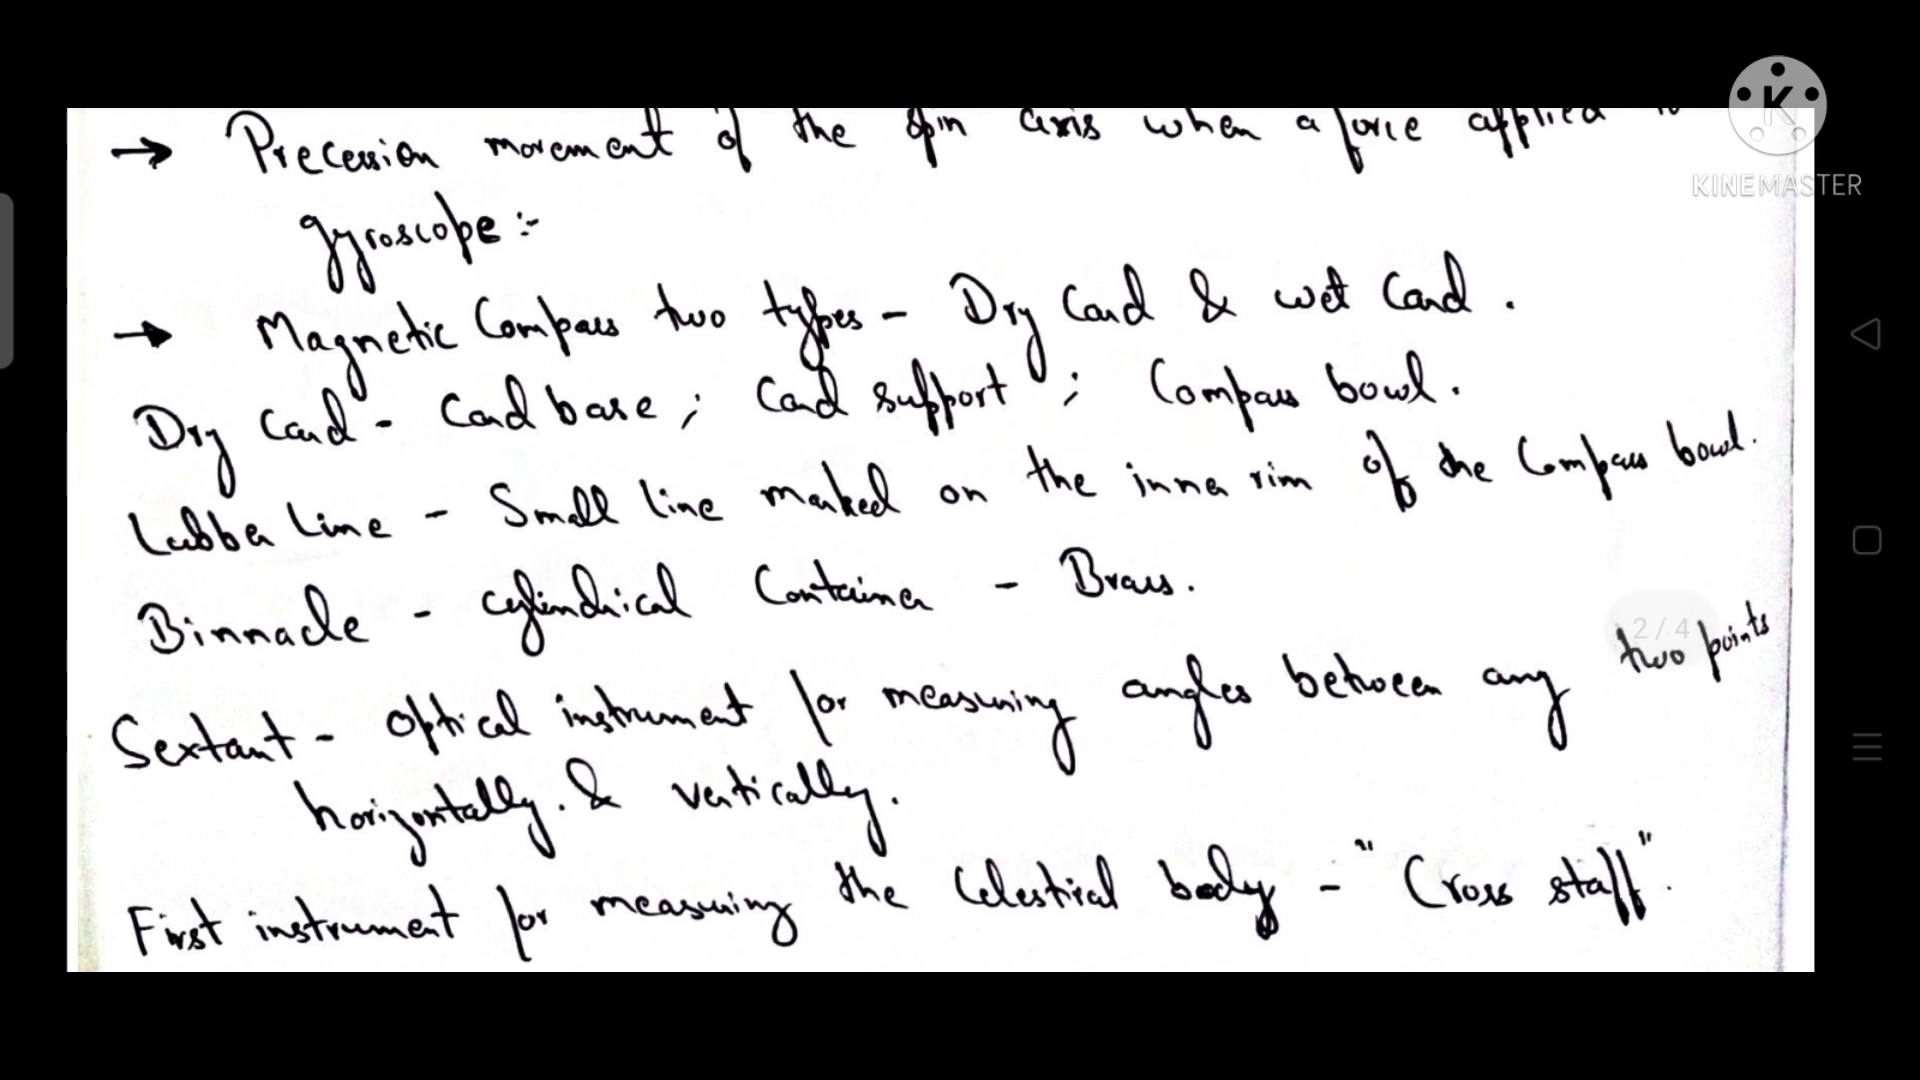 → Precession movement of the spin axis when a force applied
gyroscope :-
→ Magnetic Compass two types - Dry Card & wet Card.
Dry Card - Card base ; Card support ; Compass bowl.
Lubber Line - Small line marked on the inner rim of the Compass bowl.
Binnacle - cylindrical Container - Brass.
Sextant - optical instrument for measuring angles between any two points
horizontally. & vertically.
First instrument for measuring the Celestial body - "Cross staff".
K
KINEMASTER
2 / 4